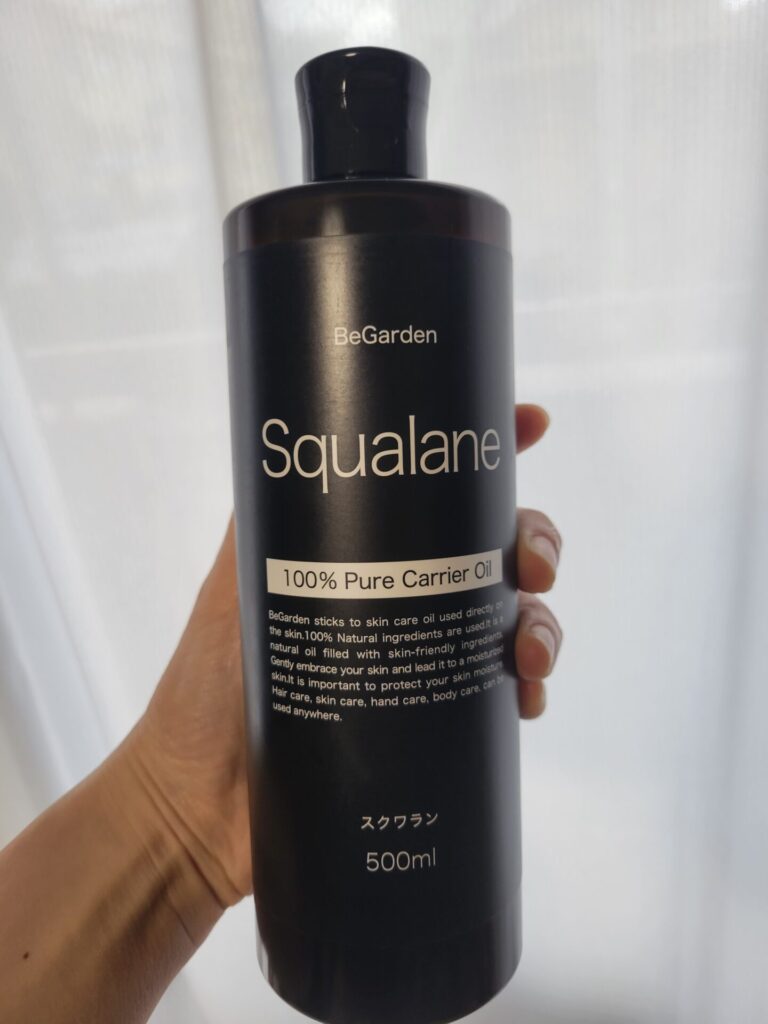 BeGarden
Squalane
100% Pure Carrier Oil
BeGarden sticks to skin care oil used directly on
the skin.100% Natural ingredients are used.It is a
natural oil filled with skin-friendly ingredients.
Gently embrace your skin and lead it to a moisturized
skin.It is important to protect your skin moisture.
Hair care, skin care, hand care, body care, can be
used anywhere.
スクワラン
500ml